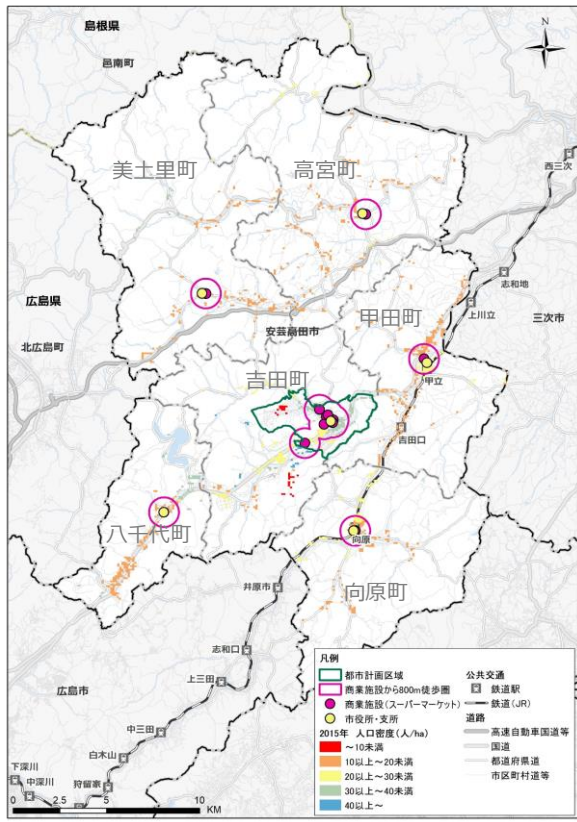 島根県
邑南町
N
美土里町
高宮町
西三次
志和地
広島県
三次市
上川立
安芸高田市
甲田町
北広島町
吉田町
甲立
吉田口
八千代町
向原
向原町
井原市
志和口
広島市
上三田
中三田
白木山
下深川
中深川
狩留家
凡例
都市計画区域
商業施設から800m徒歩圏
商業施設(スーパーマーケット)
市役所・支所
2015年 人口密度(人/ha)
～10未満
10以上～20未満
20以上～30未満
30以上～40未満
40以上～
公共交通
鉄道駅
鉄道(JR)
道路
高速自動車国道等
国道
都道府県道
市区町村道等
0 2.5 5 10
KM